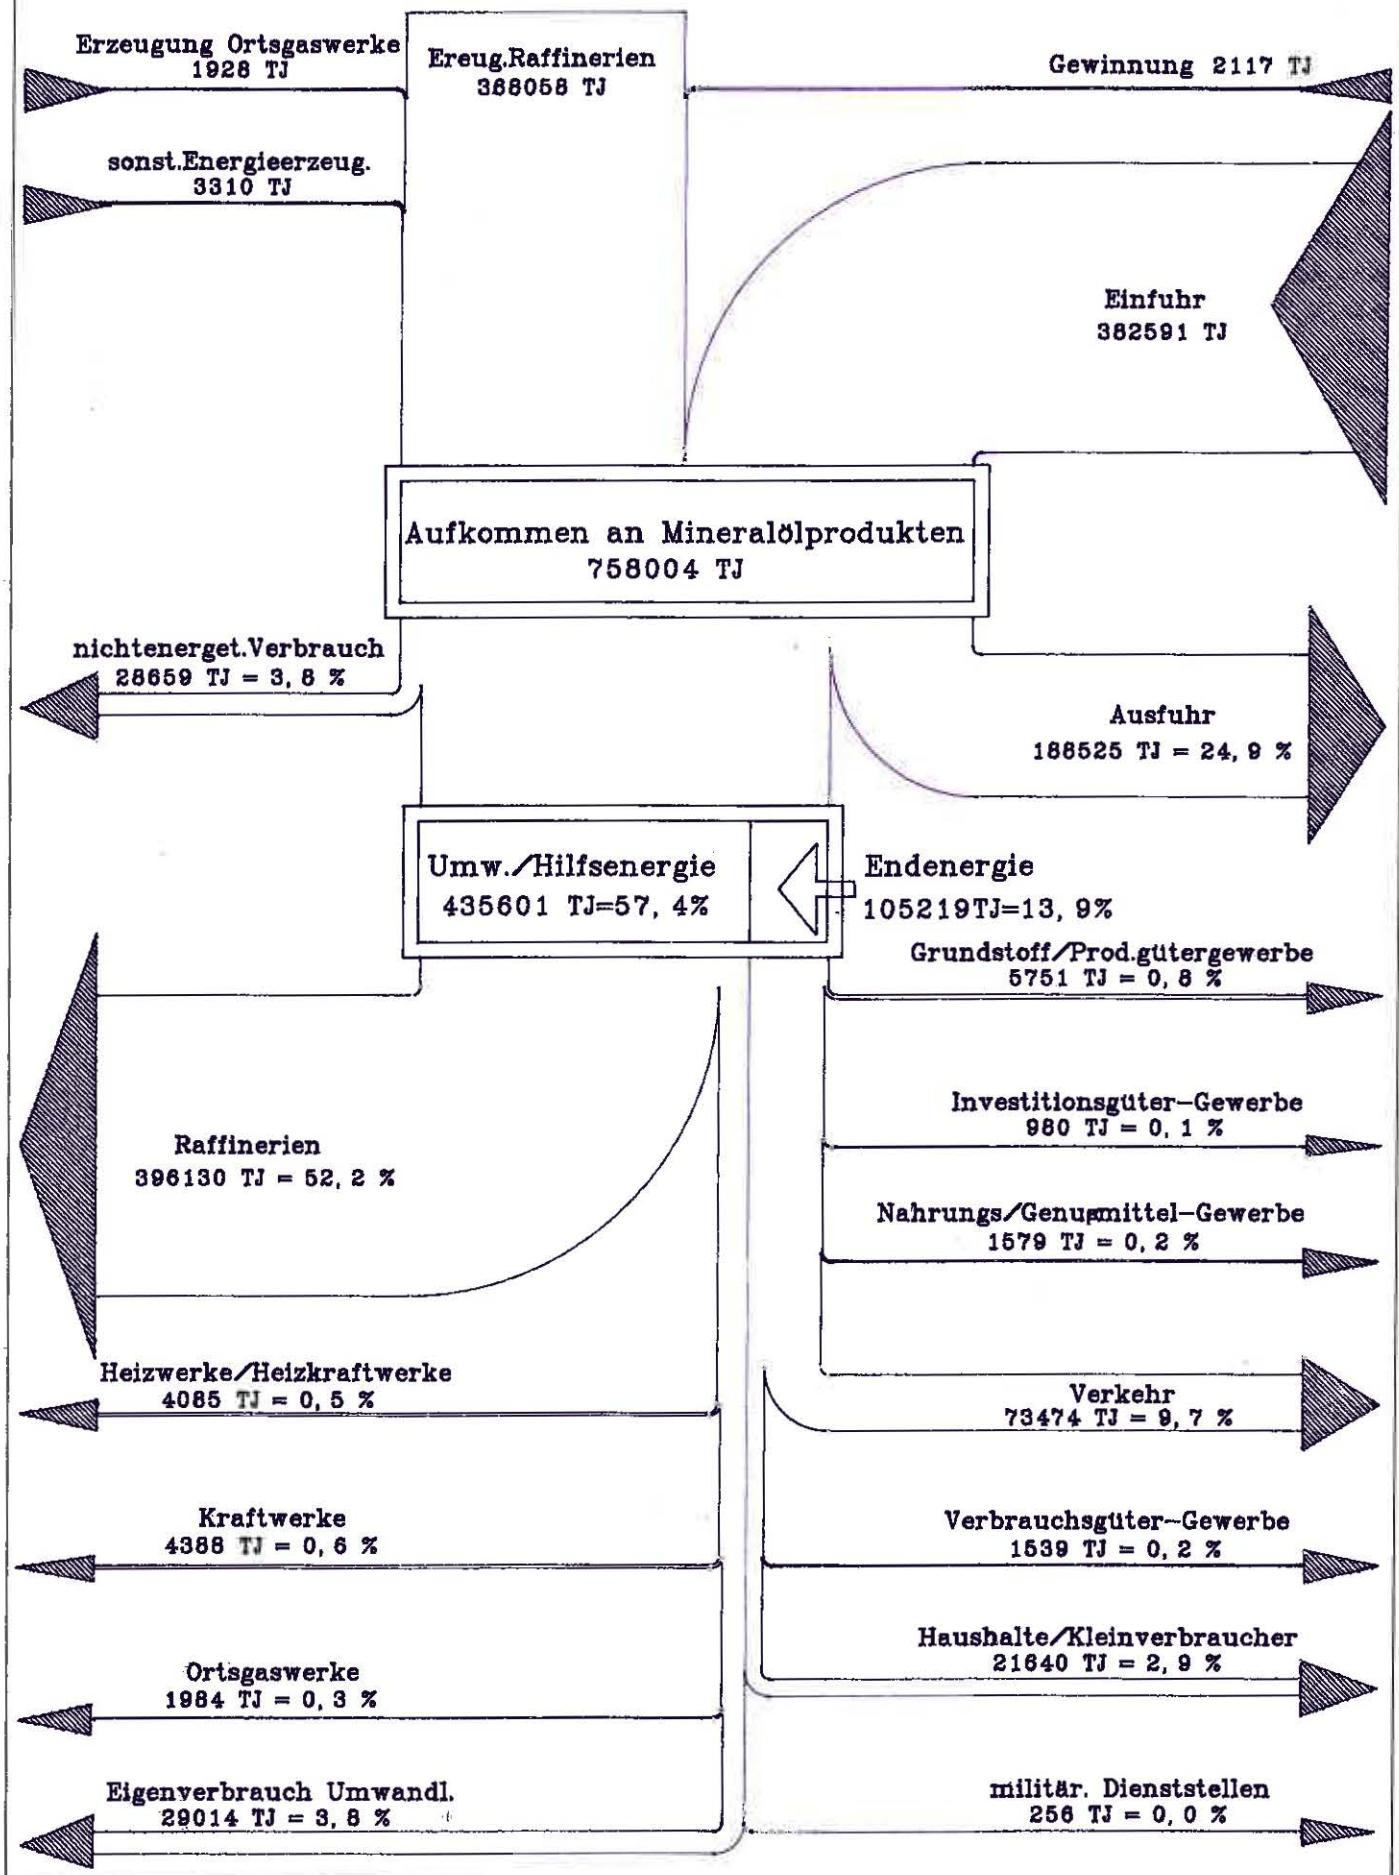 Erzeugung Ortsgaswerke
1928 TJ
Ereug.Raffinerien
368058 TJ
Gewinnung 2117 TJ
sonst.Energieerzeug.
3310 TJ
Einfuhr
382591 TJ
Aufkommen an Mineralölprodukten
758004 TJ
nichtenerget.Verbrauch
28659 TJ = 3, 8 %
Ausfuhr
188525 TJ = 24, 9 %
Umw./Hilfsenergie
435601 TJ=57, 4%
Endenergie
105219TJ=13, 9%
Grundstoff/Prod.gütergewerbe
5751 TJ = 0, 8 %
Investitionsgüter-Gewerbe
980 TJ = 0, 1 %
Raffinerien
396130 TJ = 52, 2 %
Nahrungs/Genußmittel-Gewerbe
1579 TJ = 0, 2 %
Heizwerke/Heizkraftwerke
4085 TJ = 0, 5 %
Verkehr
73474 TJ = 9, 7 %
Kraftwerke
4388 TJ = 0, 6 %
Verbrauchsgüter-Gewerbe
1539 TJ = 0, 2 %
Haushalte/Kleinverbraucher
21640 TJ = 2, 9 %
Ortsgaswerke
1984 TJ = 0, 3 %
Eigenverbrauch Umwandl.
29014 TJ = 3, 8 %
militär. Dienststellen
256 TJ = 0, 0 %